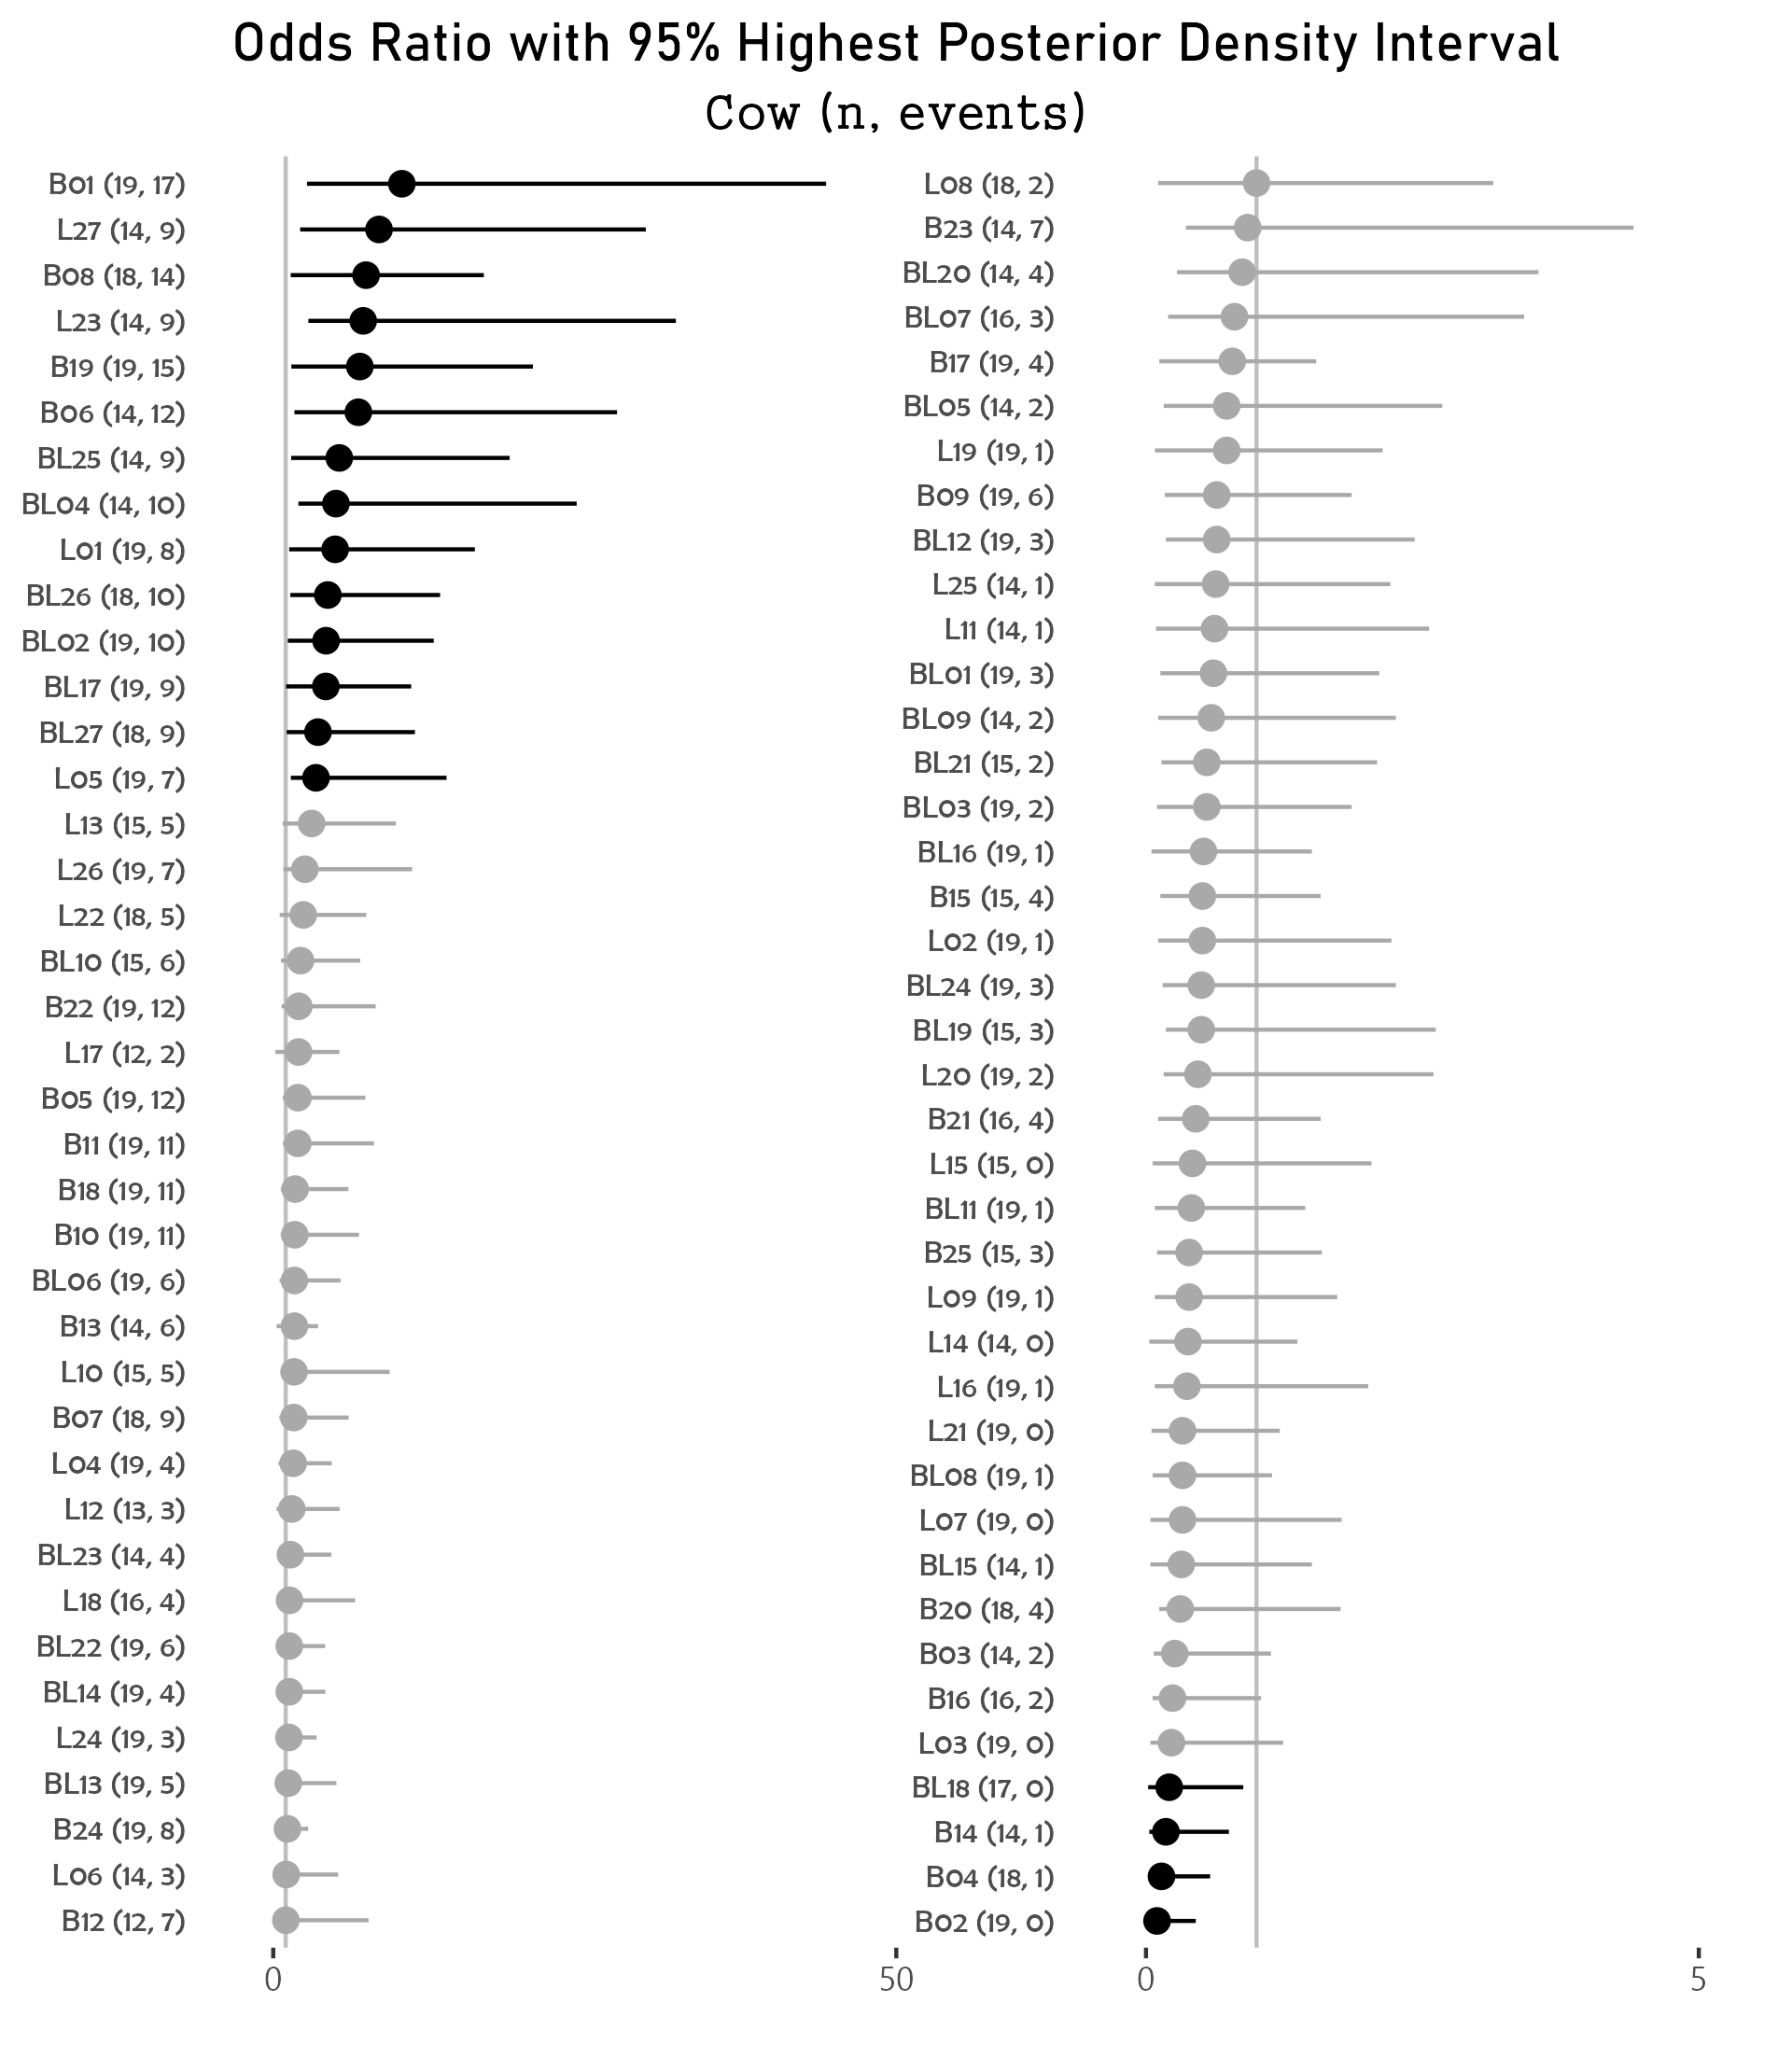 Odds Ratio with 95% Highest Posterior Density Interval
Cow (n, events)
B01 (19, 17)
L27 (14, 9)
B08 (18, 14)
L23 (14, 9)
B19 (19, 15)
B06 (14, 12)
BL25 (14, 9)
BL04 (14, 10)
L01 (19, 8)
BL26 (18, 10)
BL02 (19, 10)
BL17 (19, 9)
BL27 (18, 9)
L05 (19, 7)
L13 (15, 5)
L26 (19, 7)
L22 (18, 5)
BL10 (15, 6)
B22 (19, 12)
L17 (12, 2)
B05 (19, 12)
B11 (19, 11)
B18 (19, 11)
B10 (19, 11)
BL06 (19, 6)
B13 (14, 6)
L10 (15, 5)
B07 (18, 9)
L04 (19, 4)
L12 (13, 3)
BL23 (14, 4)
L18 (16, 4)
BL22 (19, 6)
BL14 (19, 4)
L24 (19, 3)
BL13 (19, 5)
B24 (19, 8)
L06 (14, 3)
B12 (12, 7)
0
50
L08 (18, 2)
B23 (14, 7)
BL20 (14, 4)
BL07 (16, 3)
B17 (19, 4)
BL05 (14, 2)
L19 (19, 1)
B09 (19, 6)
BL12 (19, 3)
L25 (14, 1)
L11 (14, 1)
BL01 (19, 3)
BL09 (14, 2)
BL21 (15, 2)
BL03 (19, 2)
BL16 (19, 1)
B15 (15, 4)
L02 (19, 1)
BL24 (19, 3)
BL19 (15, 3)
L20 (19, 2)
B21 (16, 4)
L15 (15, 0)
BL11 (19, 1)
B25 (15, 3)
L09 (19, 1)
L14 (14, 0)
L16 (19, 1)
L21 (19, 0)
BL08 (19, 1)
L07 (19, 0)
BL15 (14, 1)
B20 (18, 4)
B03 (14, 2)
B16 (16, 2)
L03 (19, 0)
BL18 (17, 0)
B14 (14, 1)
B04 (18, 1)
B02 (19, 0)
0
5